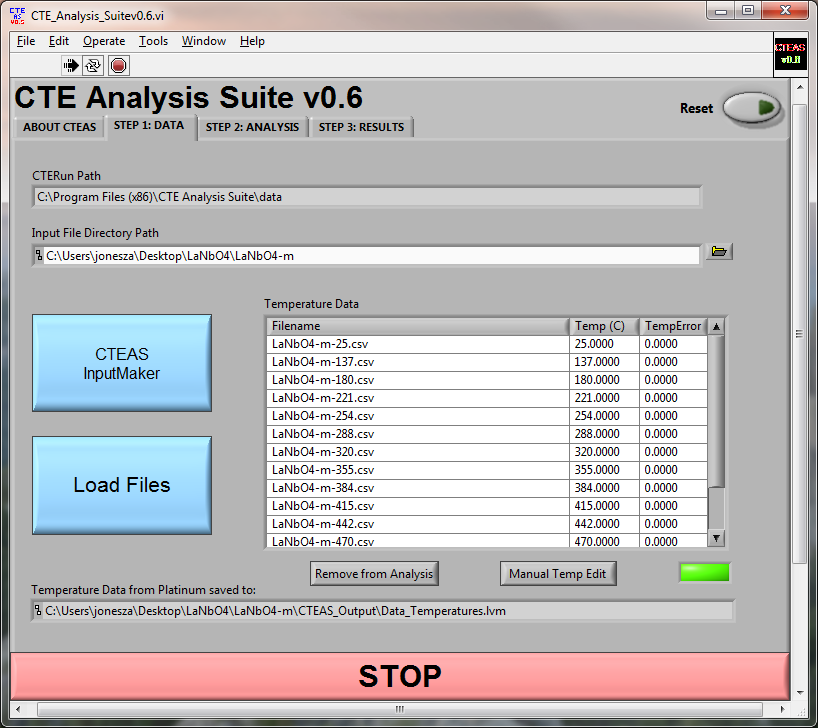 CTE AS v0.5 CTE_Analysis_Suitev0.6.vi
File Edit Operate Tools Window Help
CTEAS v0.II
CTE Analysis Suite v0.6
Reset
ABOUT CTEAS STEP 1: DATA STEP 2: ANALYSIS STEP 3: RESULTS
CTERun Path
C:\Program Files (x86)\CTE Analysis Suite\data
Input File Directory Path
C:\Users\jonesza\Desktop\LaNbO4\LaNbO4-m
CTEAS
InputMaker
Load Files
Temperature Data
Filename Temp (C) TempError
LaNbO4-m-25.csv 25.0000 0.0000
LaNbO4-m-137.csv 137.0000 0.0000
LaNbO4-m-180.csv 180.0000 0.0000
LaNbO4-m-221.csv 221.0000 0.0000
LaNbO4-m-254.csv 254.0000 0.0000
LaNbO4-m-288.csv 288.0000 0.0000
LaNbO4-m-320.csv 320.0000 0.0000
LaNbO4-m-355.csv 355.0000 0.0000
LaNbO4-m-384.csv 384.0000 0.0000
LaNbO4-m-415.csv 415.0000 0.0000
LaNbO4-m-442.csv 442.0000 0.0000
LaNbO4-m-470.csv 470.0000 0.0000
Remove from Analysis Manual Temp Edit
Temperature Data from Platinum saved to:
C:\Users\jonesza\Desktop\LaNbO4\LaNbO4-m\CTEAS_Output\Data_Temperatures.lvm
STOP